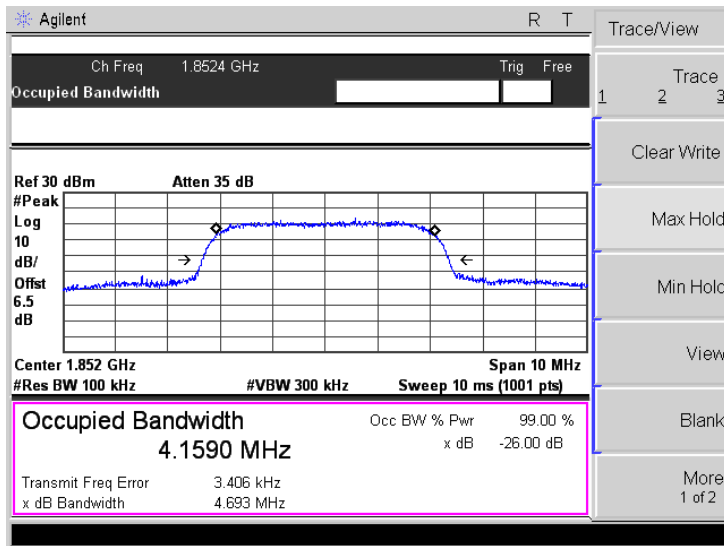 Agilent R T
Ch Freq 1.8524 GHz Trig Free
Occupied Bandwidth
Ref 30 dBm Atten 35 dB
#Peak
Log
10
dB/
Offst
6.5
dB
Center 1.852 GHz Span 10 MHz
#Res BW 100 kHz #VBW 300 kHz Sweep 10 ms (1001 pts)
Occupied Bandwidth
4.1590 MHz
Occ BW % Pwr 99.00 %
x dB -26.00 dB
Transmit Freq Error 3.406 kHz
x dB Bandwidth 4.693 MHz
Trace/View
Trace
1 2 3
Clear Write
Max Hold
Min Hold
View
Blank
More
1 of 2